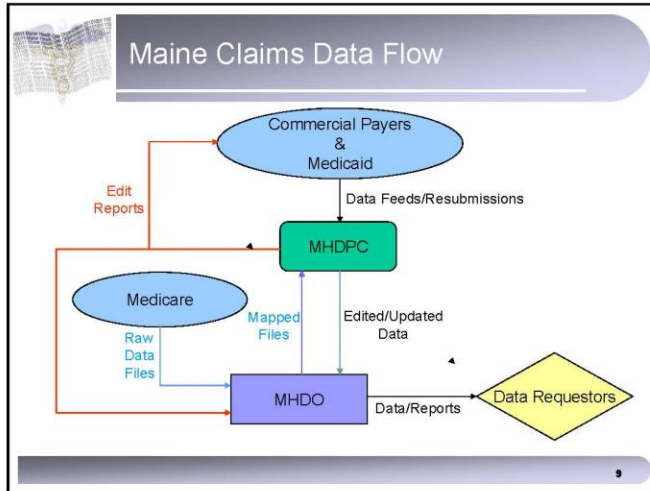 Maine Claims Data Flow
Commercial Payers
&
Medicaid
Edit
Reports
Data Feeds/Resubmissions
MHDPC
Medicare
Mapped
Files
Edited/Updated
Data
Raw
Data
Files
MHDO
Data/Reports
Data Requestors
9